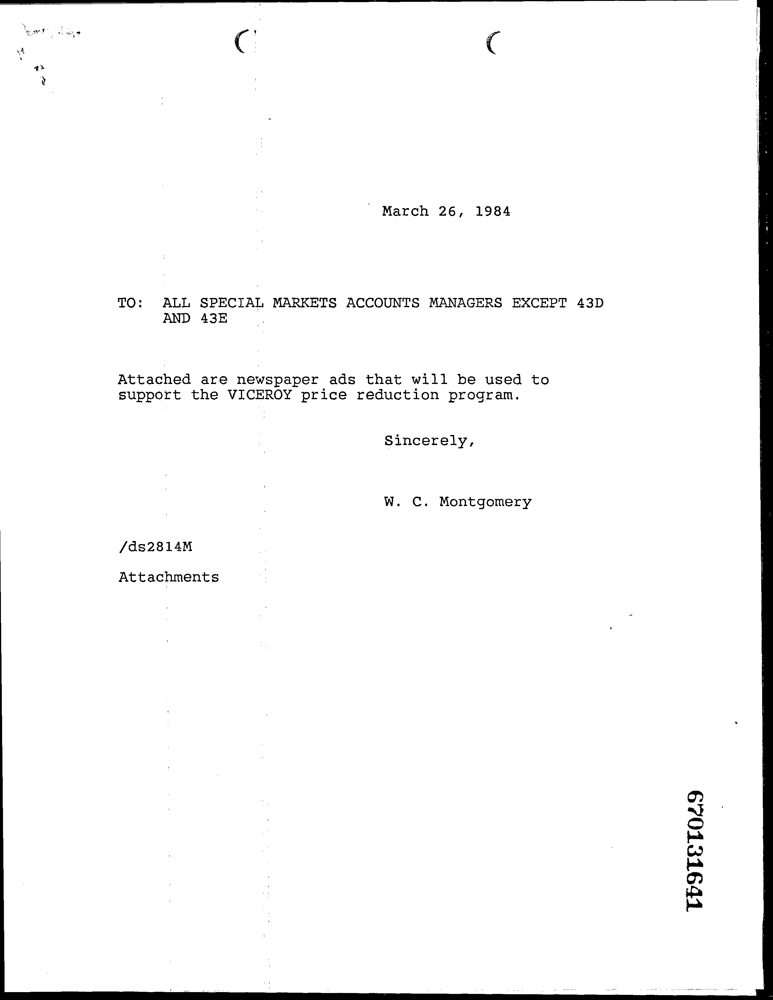 March 26, 1984
TO: ALL SPECIAL MARKETS ACCOUNTS MANAGERS EXCEPT 43D
AND 43E
Attached are newspaper ads that will be used to
support the VICEROY price reduction program.
Sincerely,
W. C. Montgomery
/ds2814M
Attachments
670131641